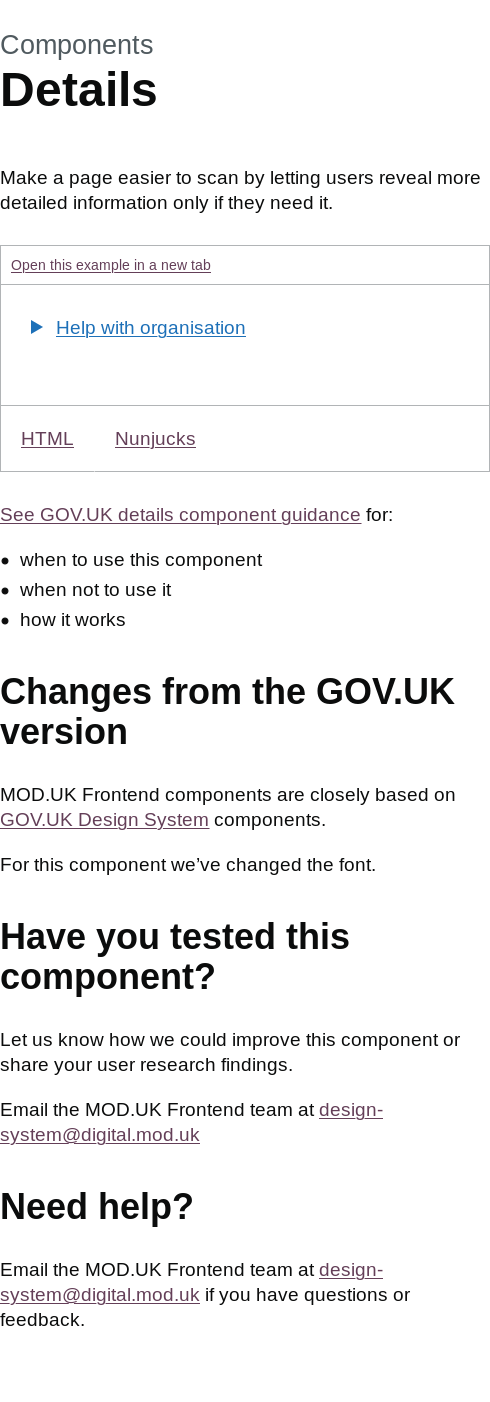 Components
Details
Make a page easier to scan by letting users reveal more
detailed information only if they need it.
Open this example in a new tab
Help with organisation
HTML Nunjucks
See GOV.UK details component guidance for:
• when to use this component
• when not to use it
• how it works
Changes from the GOV.UK
version
MOD.UK Frontend components are closely based on
GOV.UK Design System components.
For this component we’ve changed the font.
Have you tested this
component?
Let us know how we could improve this component or
share your user research findings.
Email the MOD.UK Frontend team at design-
system@digital.mod.uk
Need help?
Email the MOD.UK Frontend team at design-
system@digital.mod.uk if you have questions or
feedback.